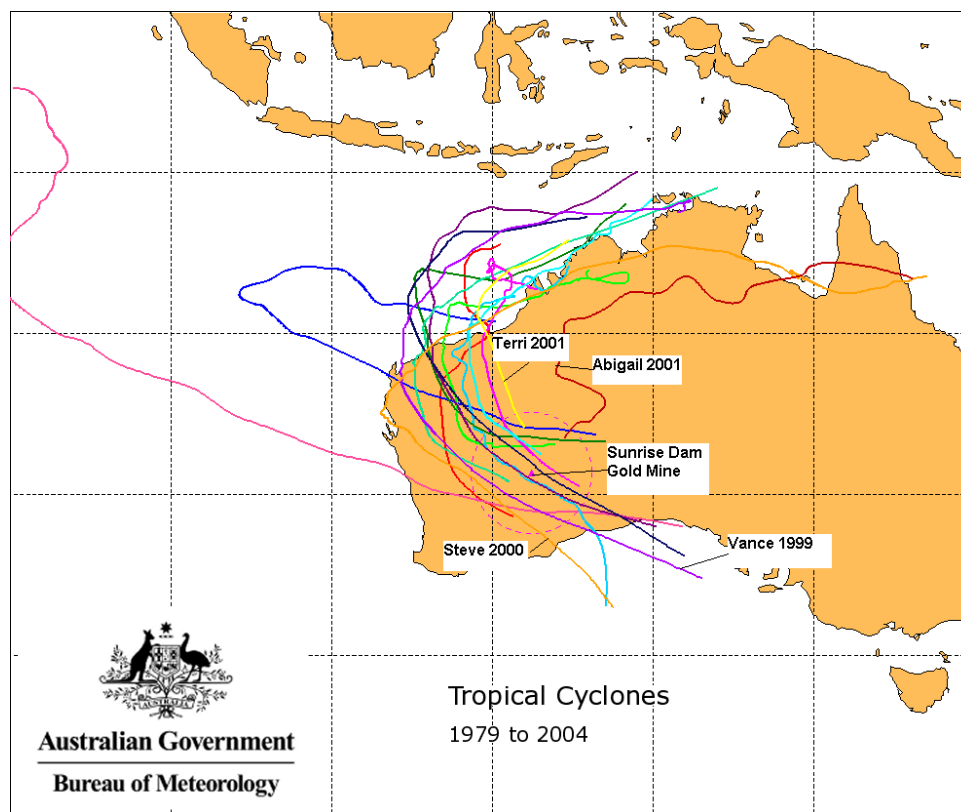 Terri 2001
Abigail 2001
Sunrise Dam
Gold Mine
Steve 2000
Vance 1999
Tropical Cyclones
1979 to 2004
AUSTRALIA
Australian Government
Bureau of Meteorology